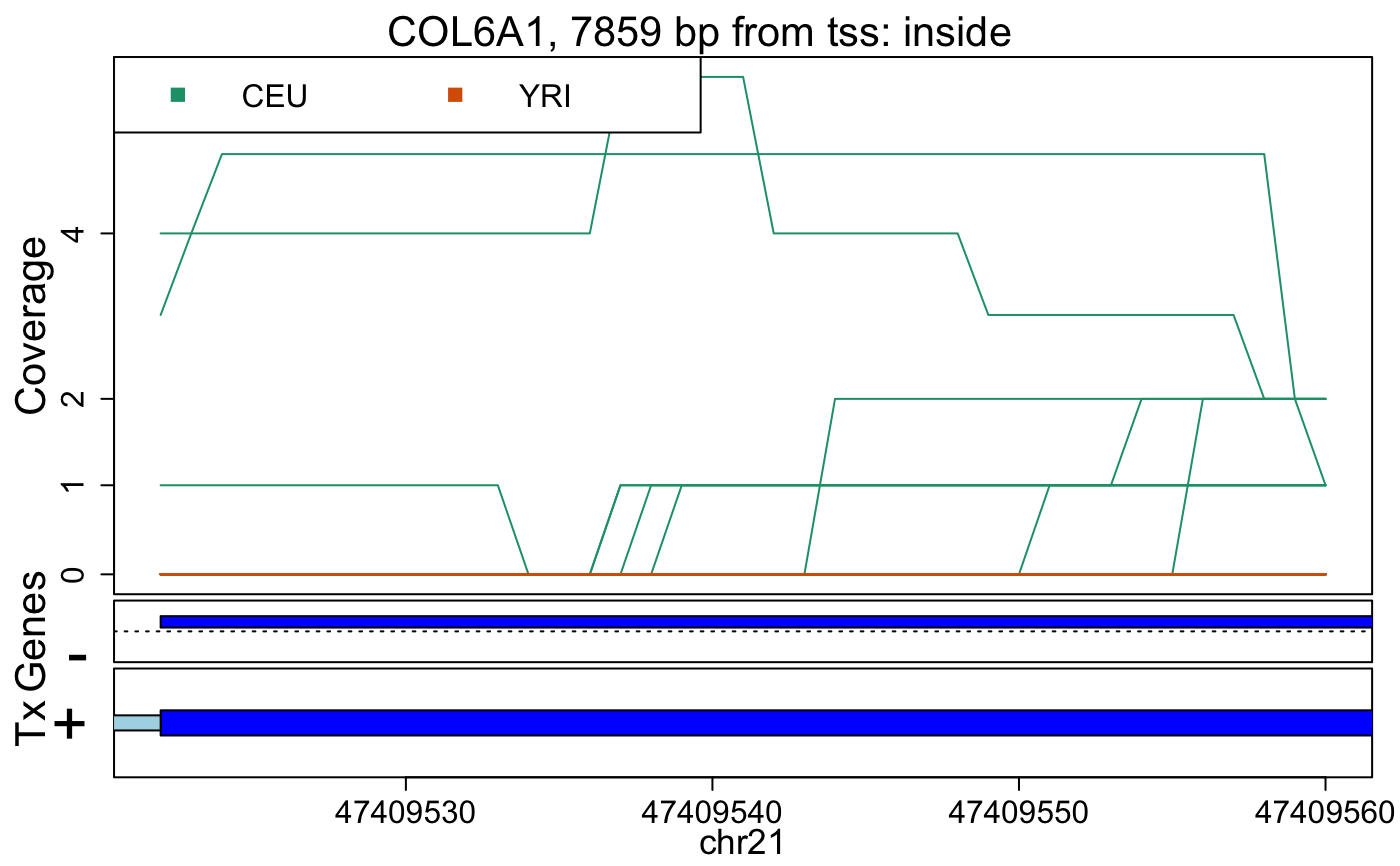 COL6A1, 7859 bp from tss: inside
CEU YRI
Coverage
4
2
1
0
Genes
-
Tx
+
47409530 47409540 47409550 47409560
chr21